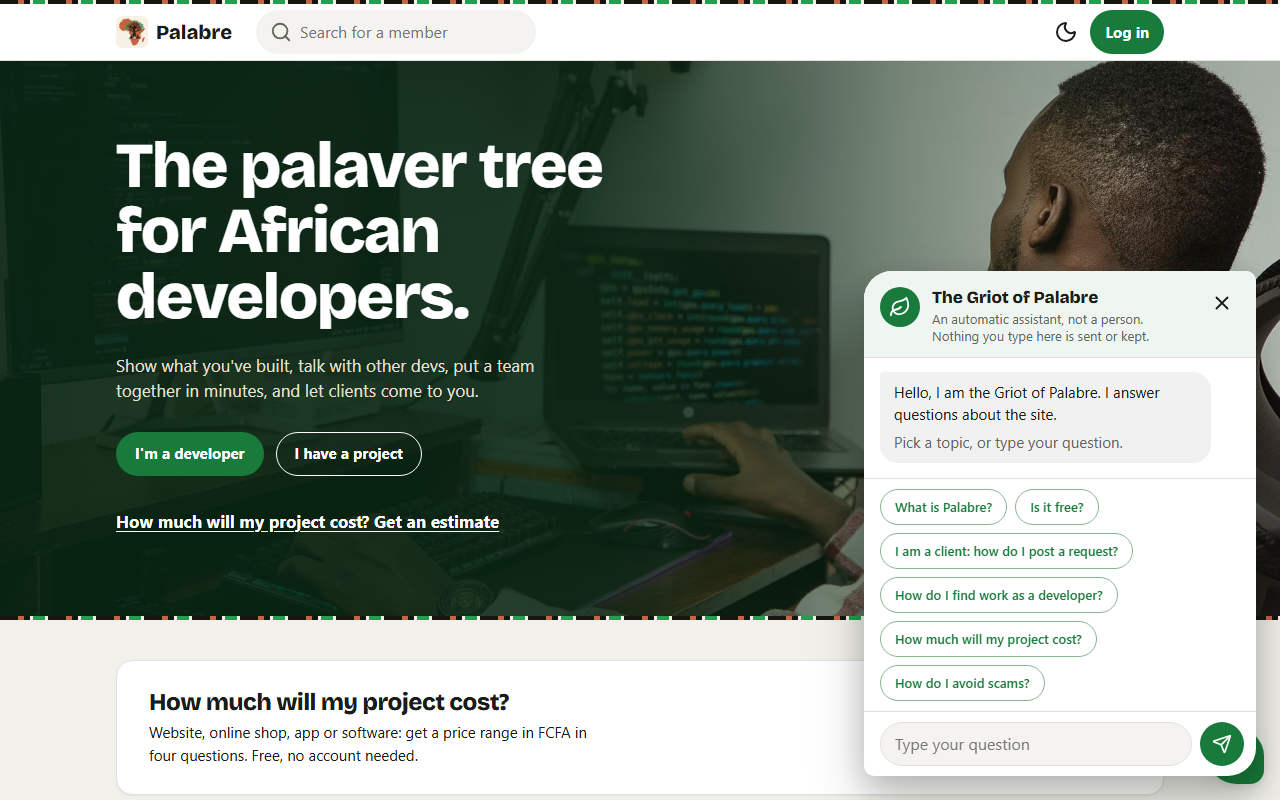 Palabre
Search for a member
Log in
The palaver tree
for African
developers.
Show what you've built, talk with other devs, put a team
together in minutes, and let clients come to you.
I'm a developer
I have a project
How much will my project cost? Get an estimate
How much will my project cost?
Website, online shop, app or software: get a price range in FCFA in
four questions. Free, no account needed.
The Griot of Palabre
An automatic assistant, not a person.
Nothing you type here is sent or kept.
Hello, I am the Griot of Palabre. I answer
questions about the site.
Pick a topic, or type your question.
What is Palabre?
Is it free?
I am a client: how do I post a request?
How do I find work as a developer?
How much will my project cost?
How do I avoid scams?
Type your question